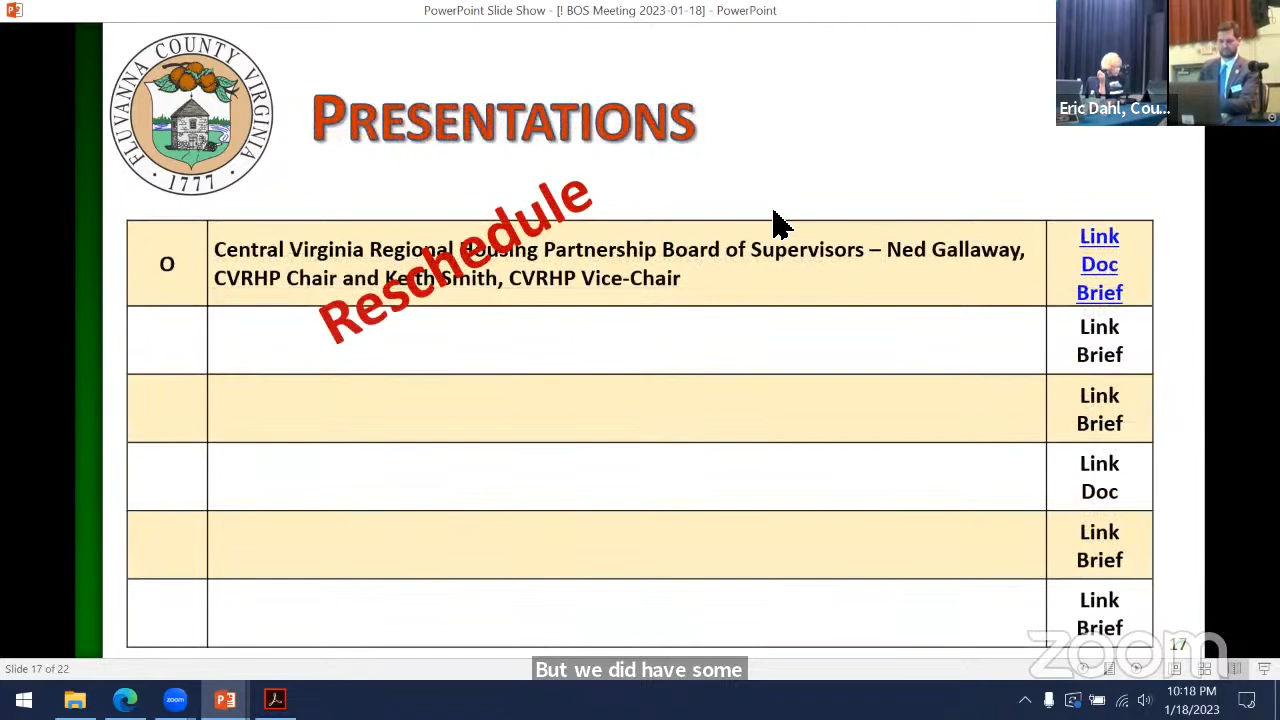 PowerPoint Slide Show - [! BOS Meeting 2023-01-18] - PowerPoint
Eric Dahl, Cou...
FLUVANNA COUNTY VIRGINIA
· 1777 ·
PRESENTATIONS
Reschedule
O
Central Virginia Regional Housing Partnership Board of Supervisors – Ned Gallaway,
CVRHP Chair and Keith Smith, CVRHP Vice-Chair
Link
Doc
Brief
Link
Brief
Link
Brief
Link
Doc
Link
Brief
Link
Brief
17
zoom
Slide 17 of 22
But we did have some
zoom
10:18 PM
1/18/2023